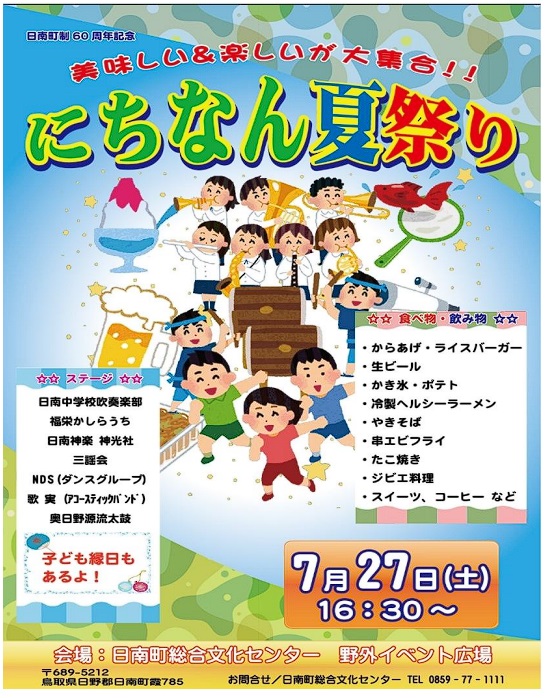 日南町制60周年記念
美味しい&楽しいが大集合!!
にちなん夏祭り
☆☆ 食べ物・飲み物 ☆☆
・からあげ・ライスバーガー
・生ビール
・かき氷・ポテト
・冷製ヘルシーラーメン
・やきそば
・串エビフライ
・たこ焼き
・ジビエ料理
・スイーツ、コーヒー など
☆☆ ステージ ☆☆
日南中学校吹奏楽部
福栄かしらうち
日南神楽 神光社
三謡会
NDS(ダンスグループ)
歌 実 (アコースティックバンド)
奥日野源流太鼓
子ども縁日も
あるよ！
7月27日(土)
16：30～
会場：日南町総合文化センター 野外イベント広場
〒689-5212
鳥取県日野郡日南町霞785
お問合せ／日南町総合文化センター TEL 0859-77-1111